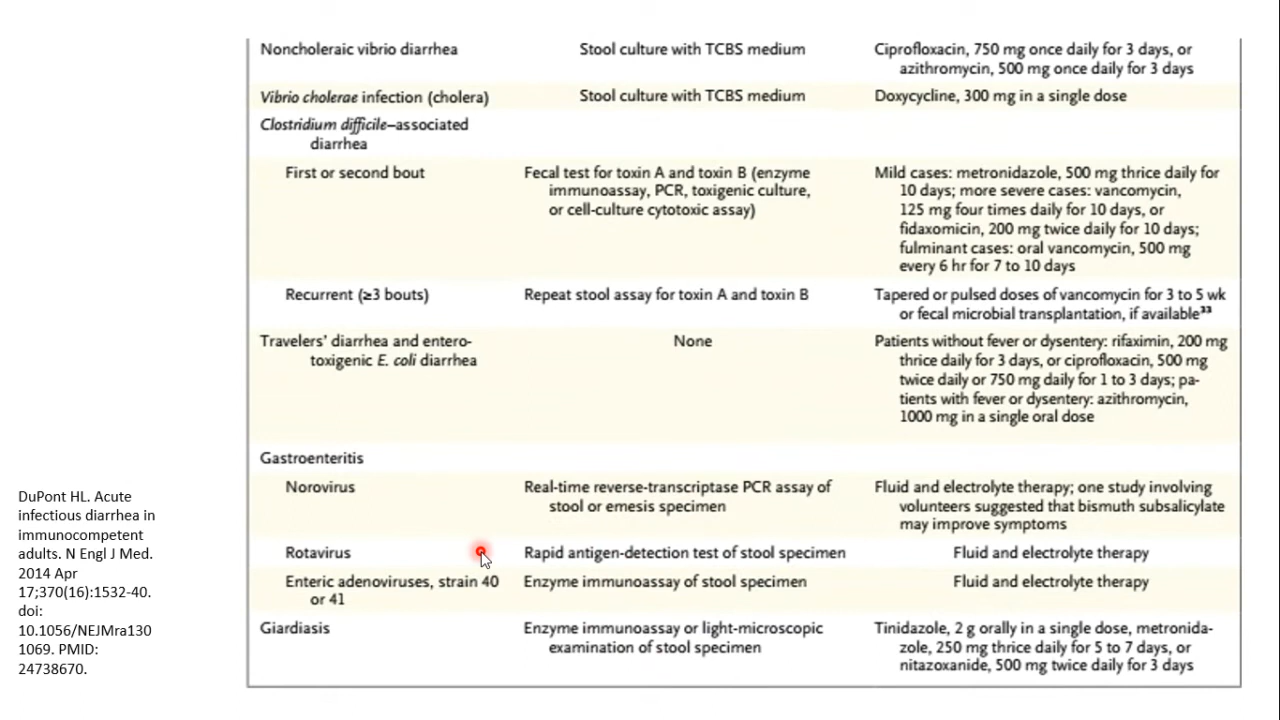 Noncholeraic vibrio diarrhea
Stool culture with TCBS medium
Ciprofloxacin, 750 mg once daily for 3 days, or
azithromycin, 500 mg once daily for 3 days
Vibrio cholerae infection (cholera)
Stool culture with TCBS medium
Doxycycline, 300 mg in a single dose
Clostridium difficile–associated
diarrhea
First or second bout
Fecal test for toxin A and toxin B (enzyme
immunoassay, PCR, toxigenic culture,
or cell-culture cytotoxic assay)
Mild cases: metronidazole, 500 mg thrice daily for
10 days; more severe cases: vancomycin,
125 mg four times daily for 10 days, or
fidaxomicin, 200 mg twice daily for 10 days;
fulminant cases: oral vancomycin, 500 mg
every 6 hr for 7 to 10 days
Recurrent (≥3 bouts)
Repeat stool assay for toxin A and toxin B
Tapered or pulsed doses of vancomycin for 3 to 5 wk
or fecal microbial transplantation, if available³³
Travelers’ diarrhea and entero-
toxigenic E. coli diarrhea
None
Patients without fever or dysentery: rifaximin, 200 mg
thrice daily for 3 days, or ciprofloxacin, 500 mg
twice daily or 750 mg daily for 1 to 3 days; pa-
tients with fever or dysentery: azithromycin,
1000 mg in a single oral dose
Gastroenteritis
Norovirus
Real-time reverse-transcriptase PCR assay of
stool or emesis specimen
Fluid and electrolyte therapy; one study involving
volunteers suggested that bismuth subsalicylate
may improve symptoms
Rotavirus
Rapid antigen-detection test of stool specimen
Fluid and electrolyte therapy
Enteric adenoviruses, strain 40
or 41
Enzyme immunoassay of stool specimen
Fluid and electrolyte therapy
Giardiasis
Enzyme immunoassay or light-microscopic
examination of stool specimen
Tinidazole, 2 g orally in a single dose, metronida-
zole, 250 mg thrice daily for 5 to 7 days, or
nitazoxanide, 500 mg twice daily for 3 days
DuPont HL. Acute
infectious diarrhea in
immunocompetent
adults. N Engl J Med.
2014 Apr
17;370(16):1532-40.
doi:
10.1056/NEJMra130
1069. PMID:
24738670.